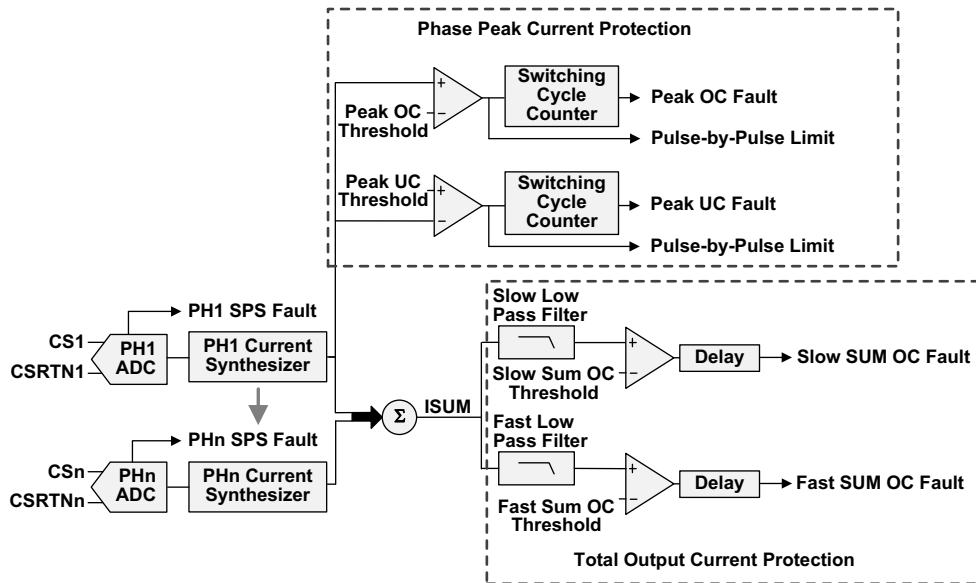 Phase Peak Current Protection
+
Peak OC
Threshold
−
Switching
Cycle
Counter
Peak OC Fault
Pulse-by-Pulse Limit
Peak UC
Threshold
+
−
Switching
Cycle
Counter
Peak UC Fault
Pulse-by-Pulse Limit
PH1 SPS Fault
CS1
CSRTN1
PH1
ADC
PH1 Current
Synthesizer
PHn SPS Fault
CSn
CSRTNn
PHn
ADC
PHn Current
Synthesizer
Σ
ISUM
Slow Low
Pass Filter
+
Slow Sum OC
Threshold
−
Delay
Slow SUM OC Fault
Fast Low
Pass Filter
+
Fast Sum OC
Threshold
−
Delay
Fast SUM OC Fault
Total Output Current Protection